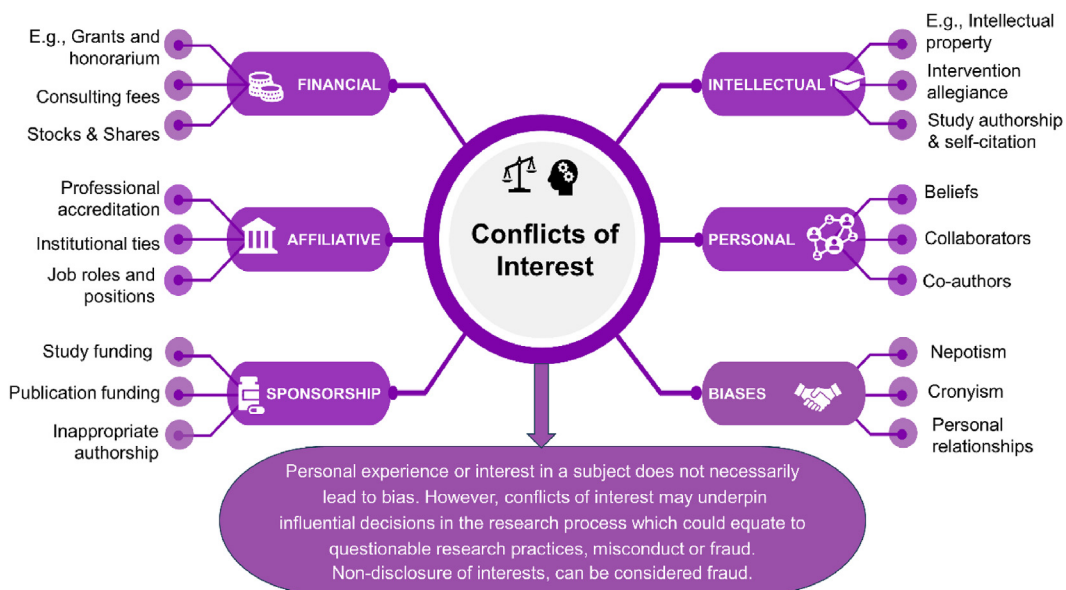 E.g., Grants and
honorarium
Consulting fees
Stocks & Shares
FINANCIAL
Professional
accreditation
Institutional ties
Job roles and
positions
AFFILIATIVE
Study funding
Publication funding
Inappropriate
authorship
SPONSORSHIP
Conflicts of
Interest
INTELLECTUAL
E.g., Intellectual
property
Intervention
allegiance
Study authorship
& self-citation
PERSONAL
Beliefs
Collaborators
Co-authors
BIASES
Nepotism
Cronyism
Personal
relationships
Personal experience or interest in a subject does not necessarily
lead to bias. However, conflicts of interest may underpin
influential decisions in the research process which could equate to
questionable research practices, misconduct or fraud.
Non-disclosure of interests, can be considered fraud.